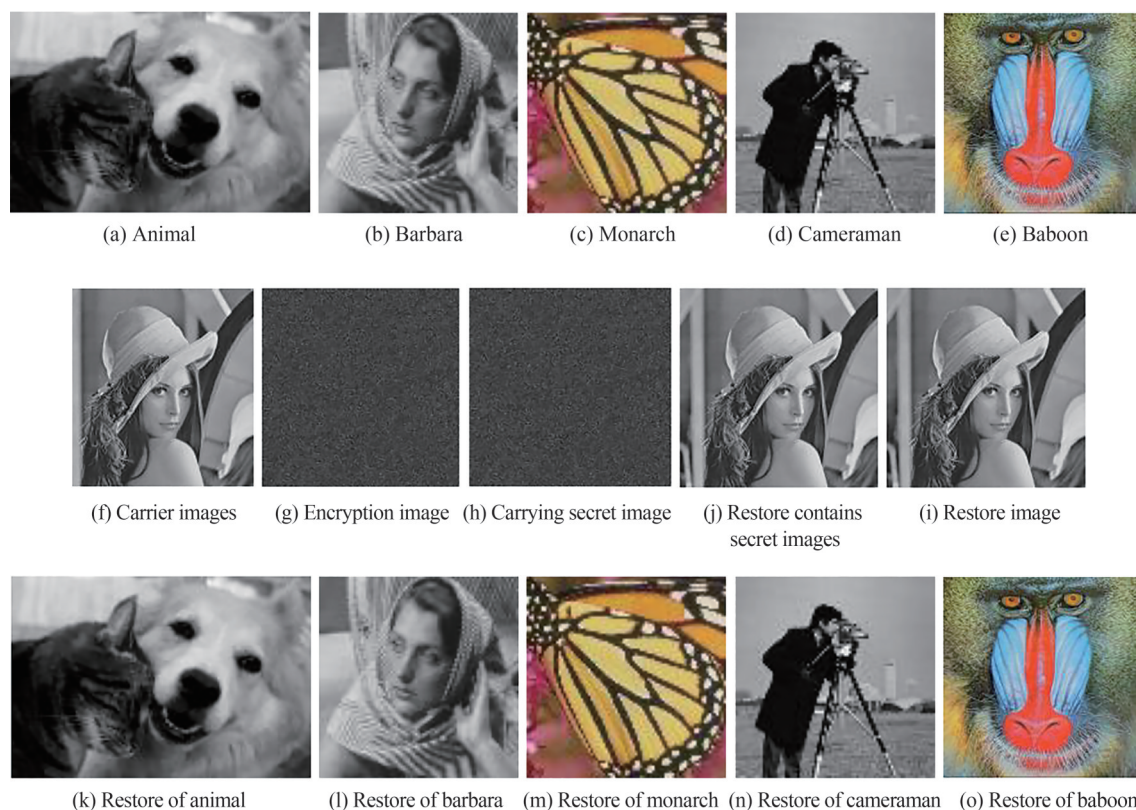 (a) Animal
(b) Barbara
(c) Monarch
(d) Cameraman
(e) Baboon
(f) Carrier images
(g) Encryption image
(h) Carrying secret image
(j) Restore contains
secret images
(i) Restore image
(k) Restore of animal
(l) Restore of barbara
(m) Restore of monarch
(n) Restore of cameraman
(o) Restore of baboon